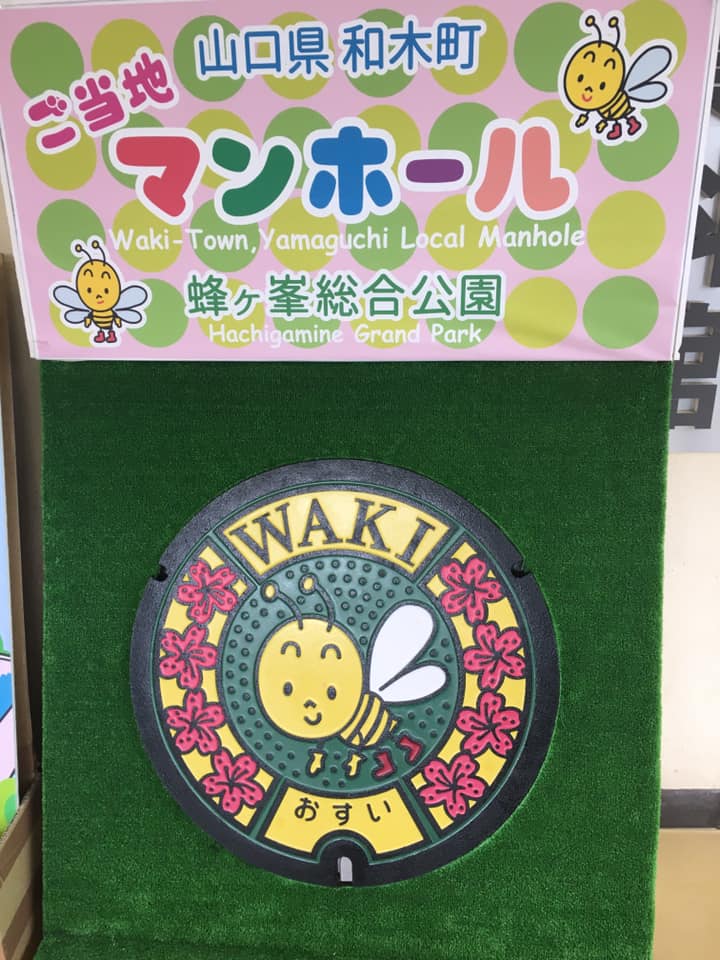 山口県 和木町
ご当地
マンホール
Waki-Town,Yamaguchi Local Manhole
蜂ヶ峯総合公園
Hachigamine Grand Park
WAKI
おすい